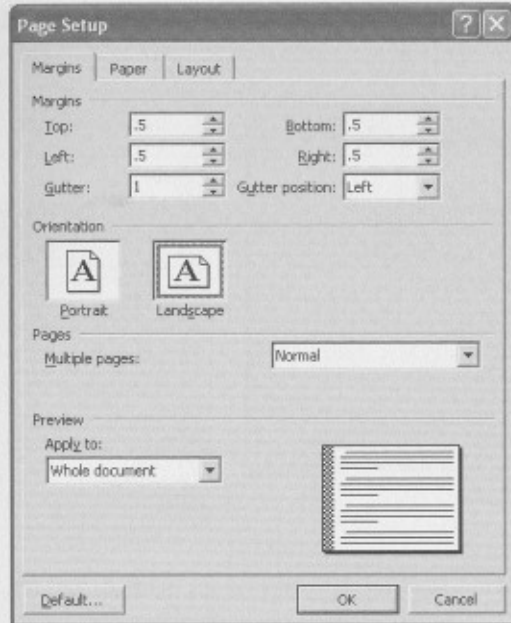 Page Setup
Margins Paper Layout
Margins
Top: .5 Bottom: .5
Left: .5 Right: .5
Gutter: 1 Gutter position: Left
Orientation
A A
Portrait Landscape
Pages
Multiple pages: Normal
Preview
Apply to:
Whole document
Default... OK Cancel